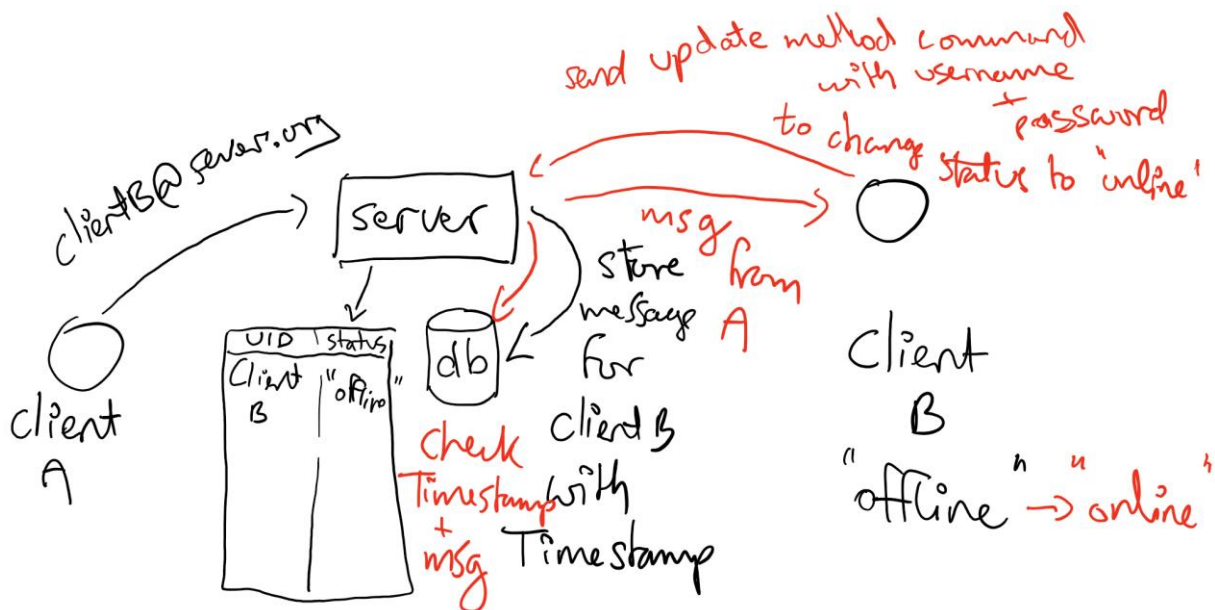 send update method command
with username
+
password
to change
status to "online"
clientB@server.org
server
msg
from
A
UID status
Client
B
"offline"
db
store
message
for
client B
with
Timestamp
check
Timestamp
+
msg
client
A
Client
B
"offline" → "online"